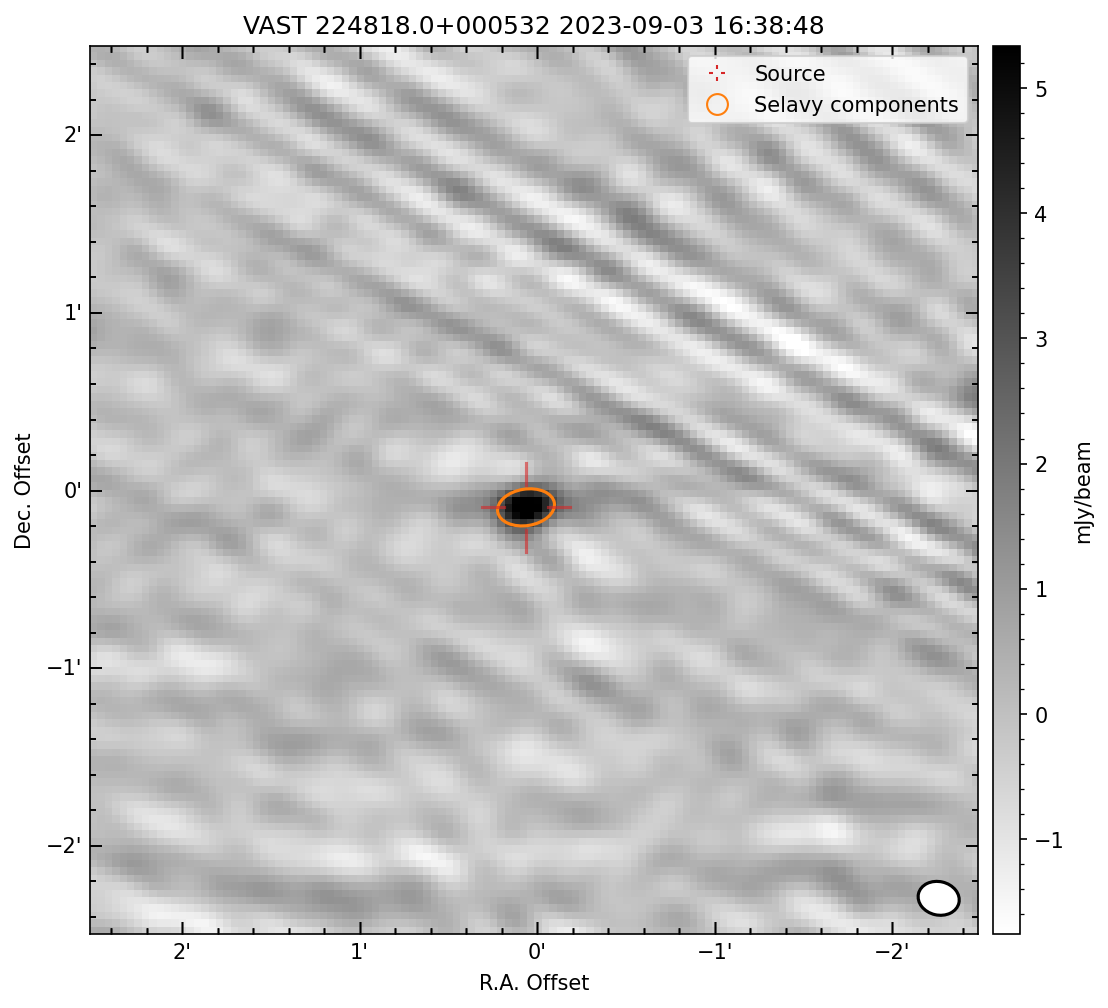 VAST 224818.0+000532 2023-09-03 16:38:48
Source
Selavy components
2'
1'
0'
−1'
−2'
2'
1'
0'
−1'
−2'
Dec. Offset
R.A. Offset
5
4
3
2
1
0
−1
mJy/beam